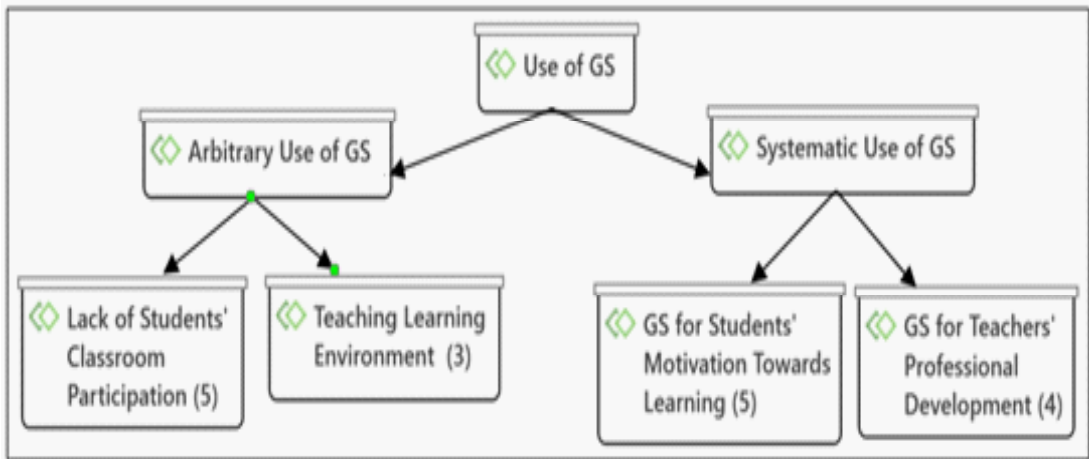 Use of GS
Arbitrary Use of GS
Systematic Use of GS
Lack of Students'
Classroom
Participation (5)
Teaching Learning
Environment (3)
GS for Students'
Motivation Towards
Learning (5)
GS for Teachers'
Professional
Development (4)